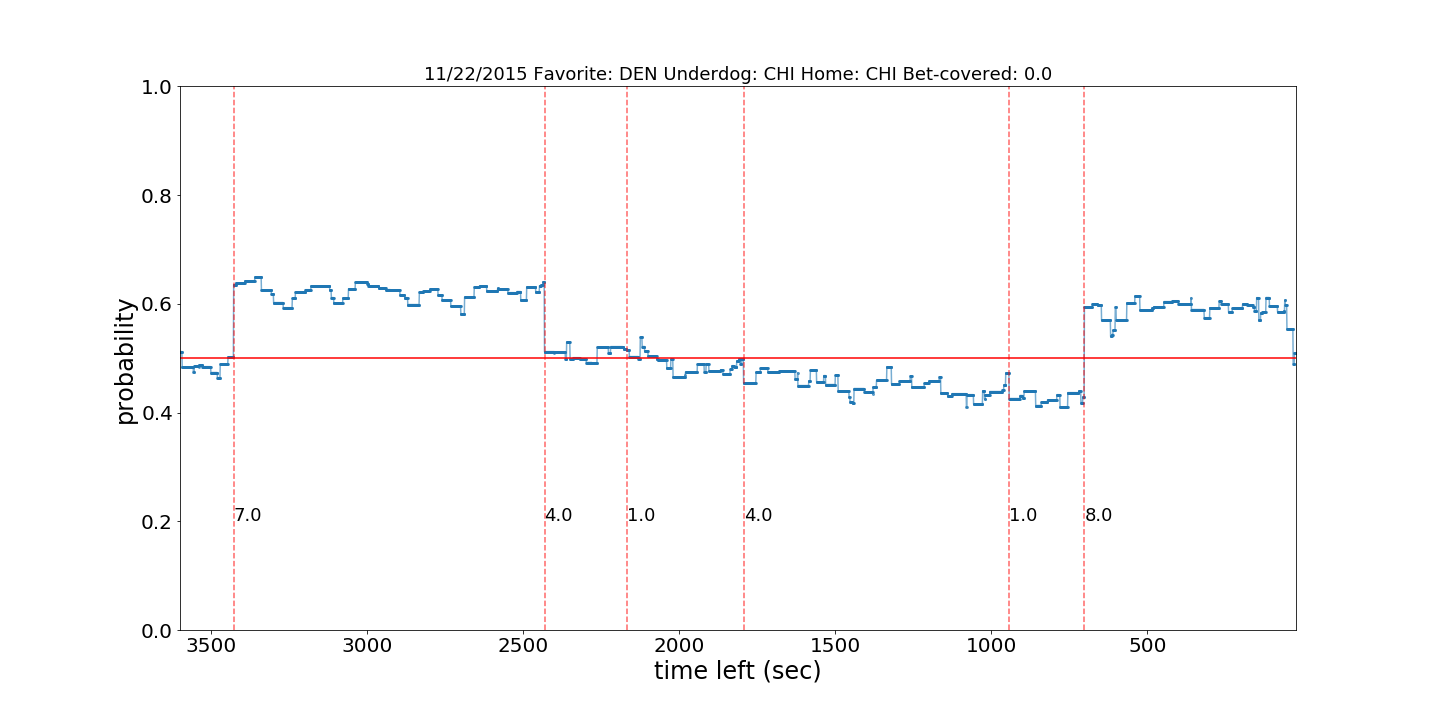 11/22/2015 Favorite: DEN Underdog: CHI Home: CHI Bet-covered: 0.0
1.0
0.8
0.6
0.4
0.2
0.0
probability
7.0 4.0 1.0 4.0 1.0 8.0
3500 3000 2500 2000 1500 1000 500
time left (sec)